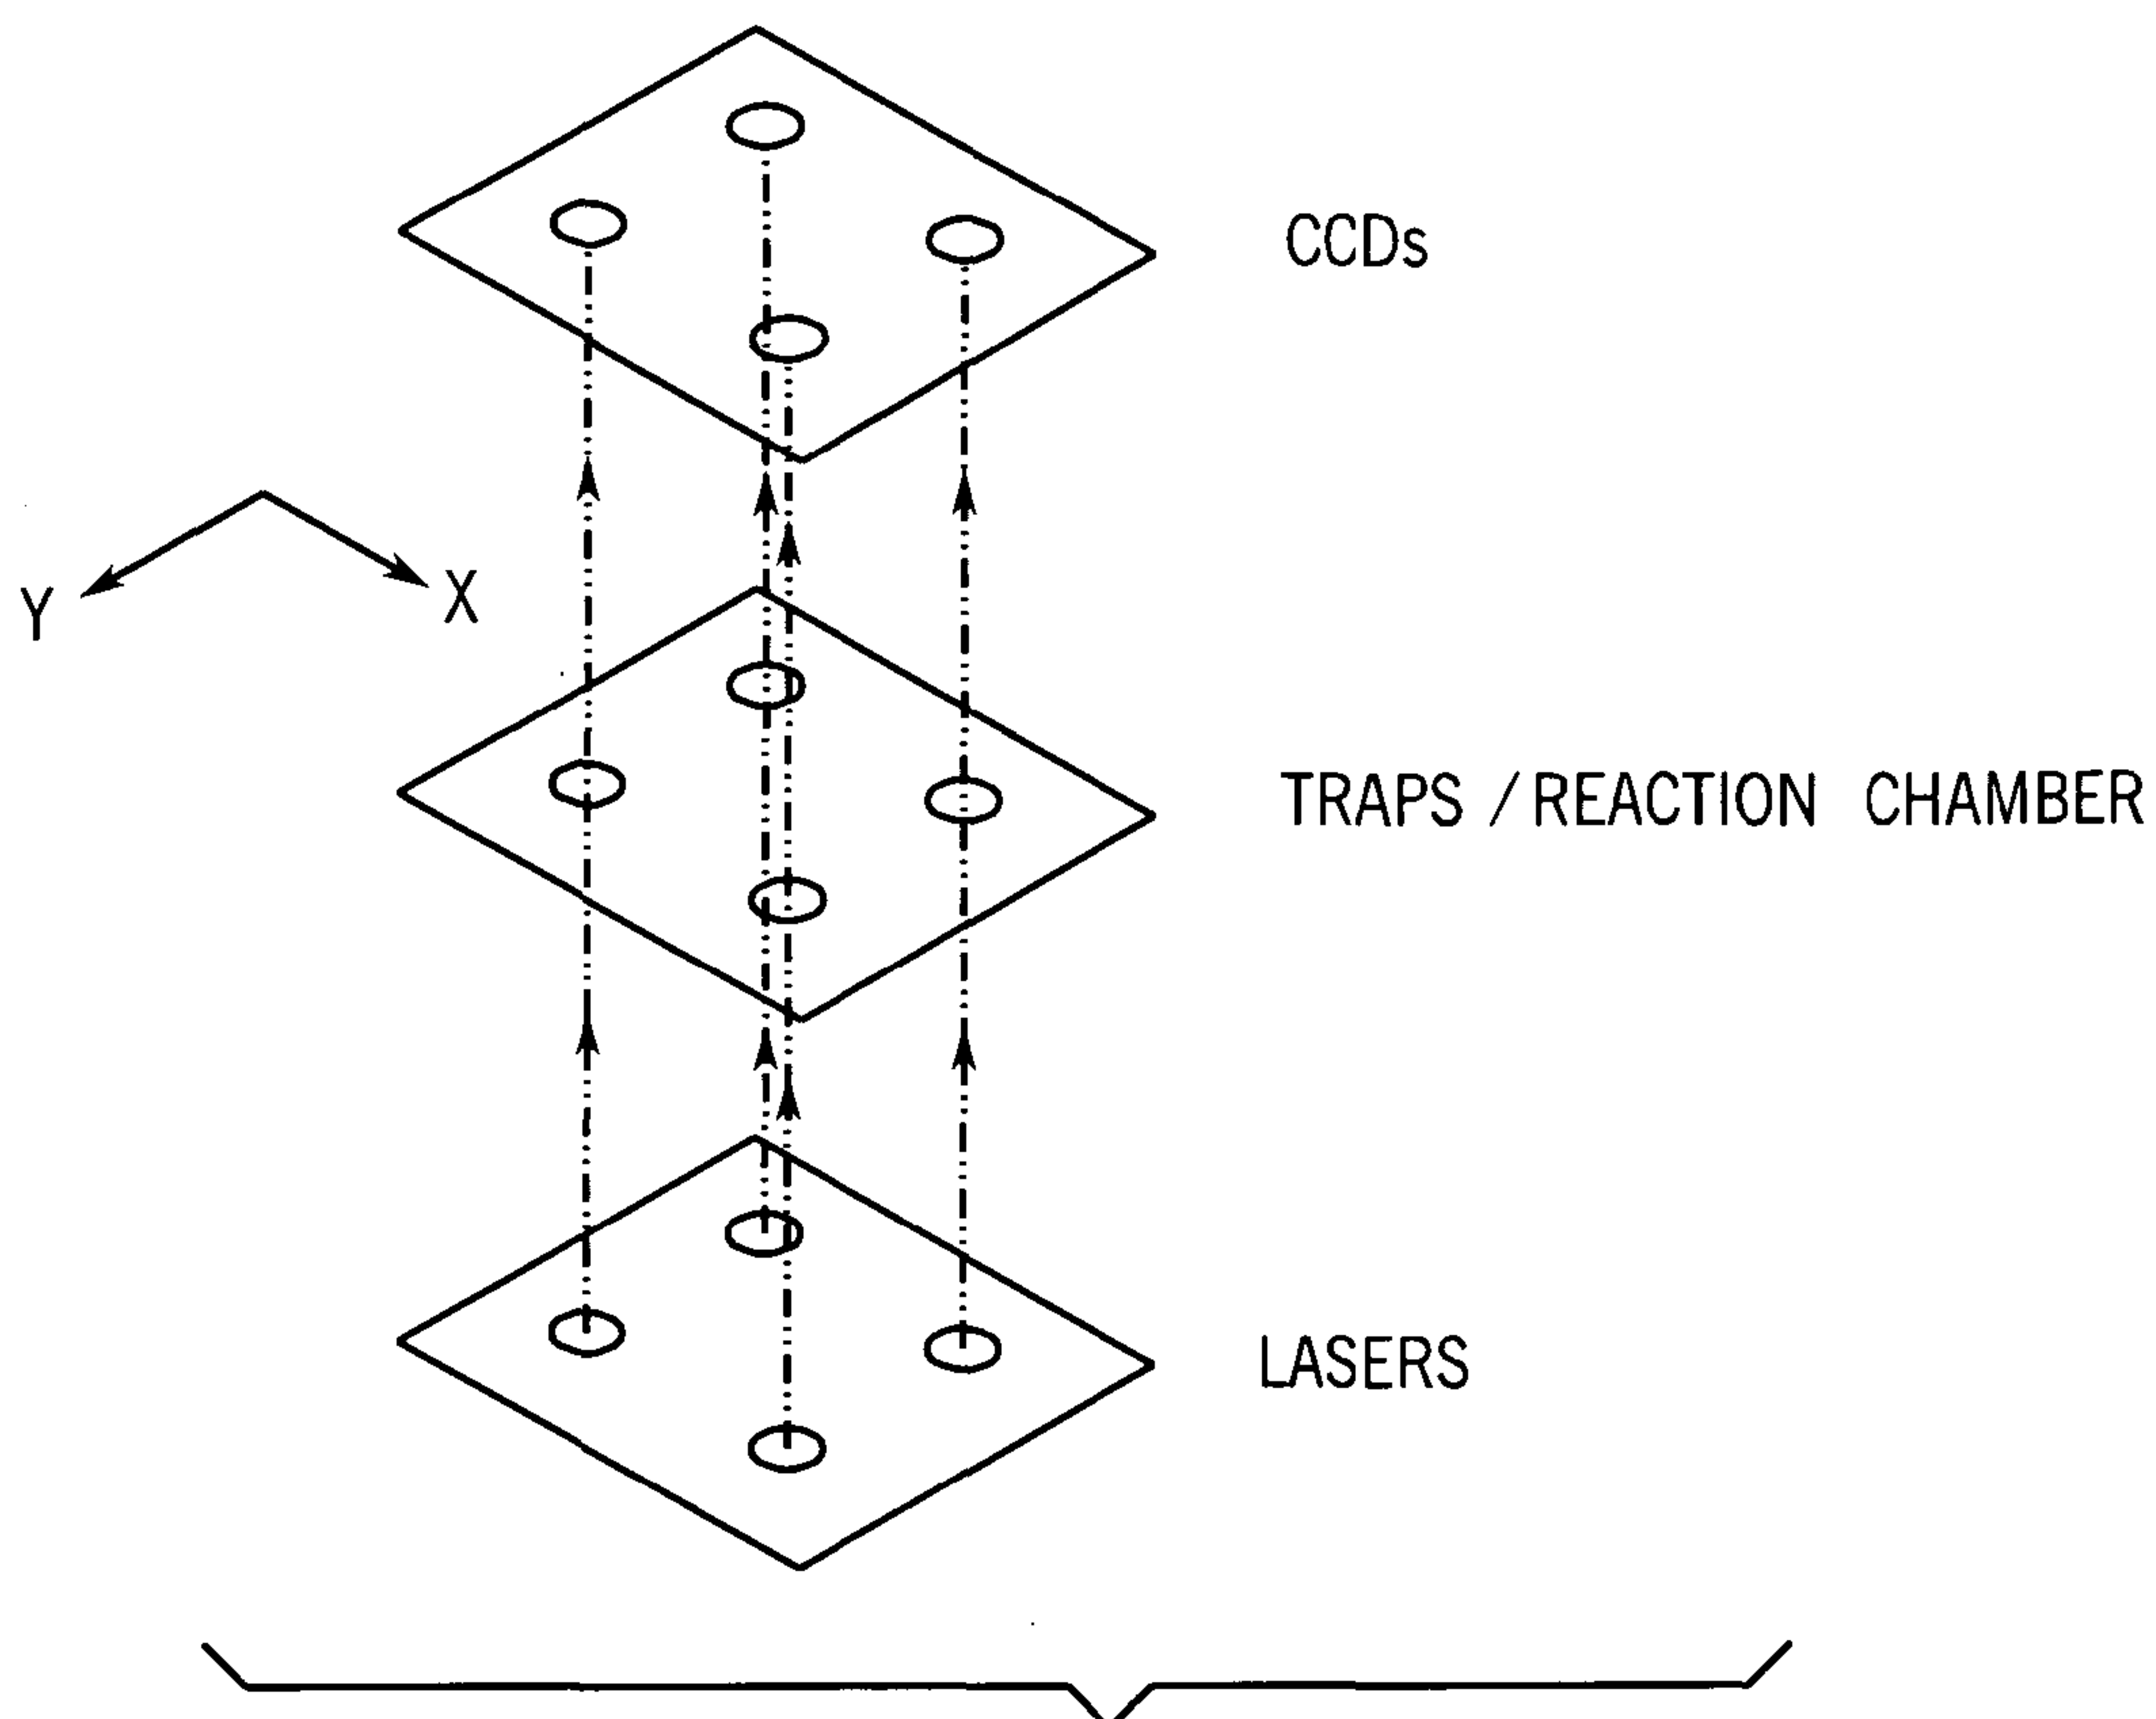 CCDs
Y
X
TRAPS / REACTION CHAMBER
LASERS